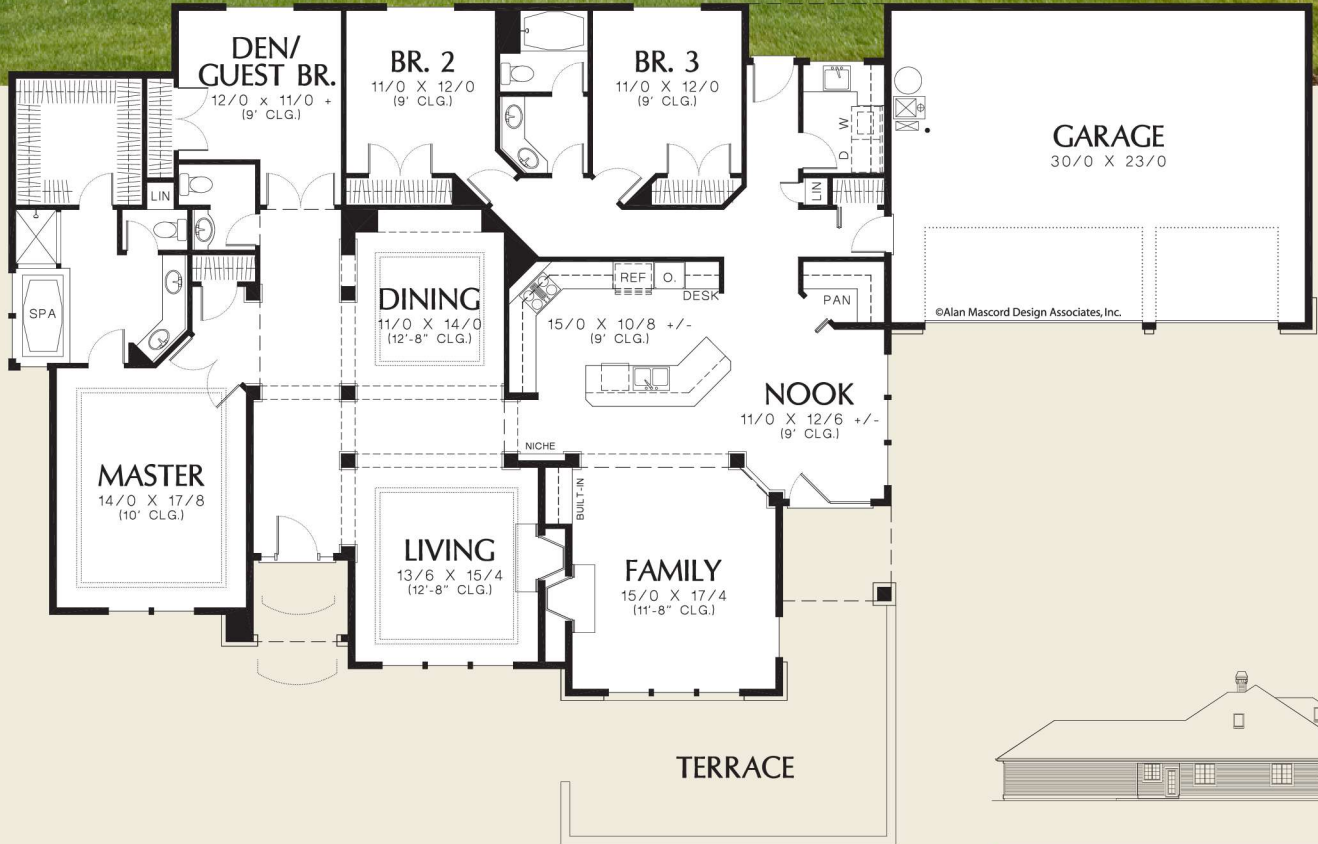 DEN/
GUEST BR.
12/0 x 11/0 +
(9' CLG.)
BR. 2
11/0 X 12/0
(9' CLG.)
BR. 3
11/0 X 12/0
(9' CLG.)
D W
GARAGE
30/0 X 23/0
LIN
LIN
SPA
DINING
11/0 X 14/0
(12'-8" CLG.)
REF
O.
DESK
PAN
15/0 X 10/8 +/-
(9' CLG.)
©Alan Mascord Design Associates, Inc.
NOOK
11/0 X 12/6 +/-
(9' CLG.)
NICHE
MASTER
14/0 X 17/8
(10' CLG.)
BUILT-IN
LIVING
13/6 X 15/4
(12'-8" CLG.)
FAMILY
15/0 X 17/4
(11'-8" CLG.)
TERRACE